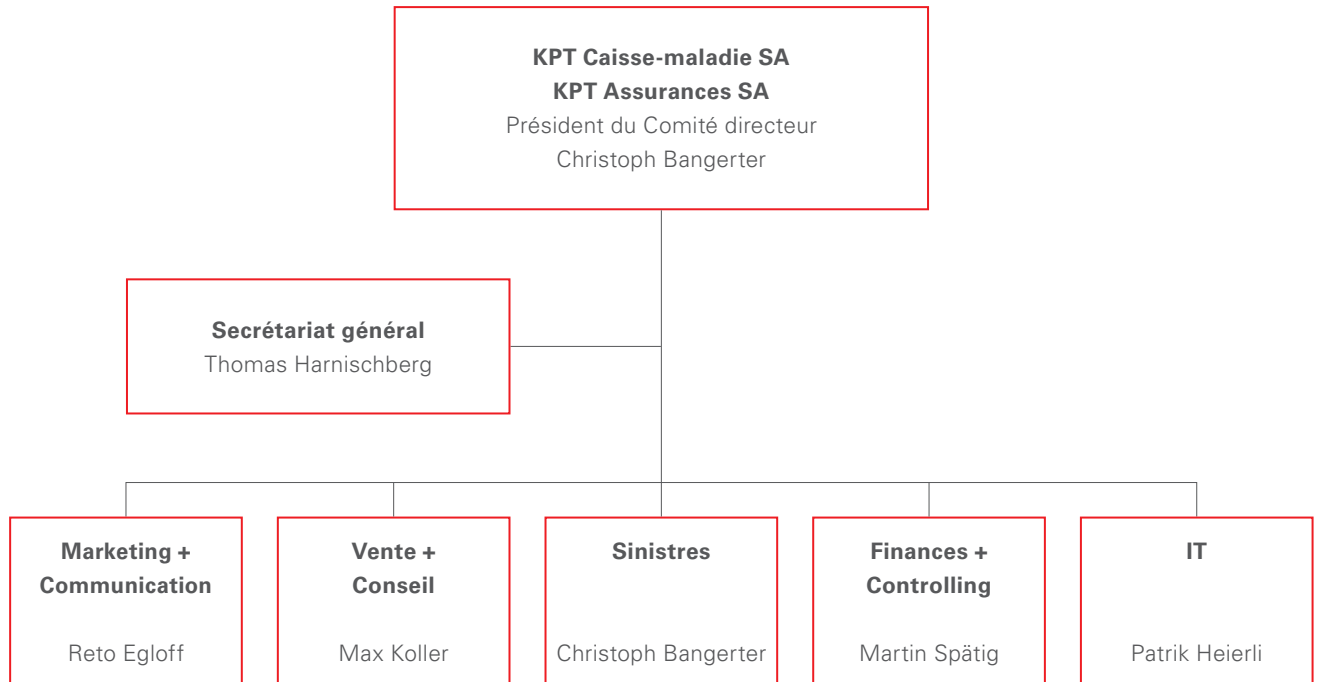 KPT Caisse-maladie SA
KPT Assurances SA
Président du Comité directeur
Christoph Bangerter
Secrétariat général
Thomas Harnischberg
Marketing +
Communication
Reto Egloff
Vente +
Conseil
Max Koller
Sinistres
Christoph Bangerter
Finances +
Controlling
Martin Spätig
IT
Patrik Heierli